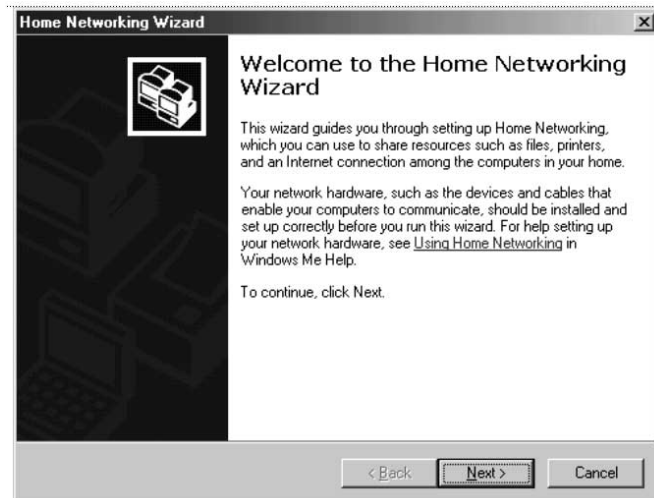 Home Networking Wizard
Welcome to the Home Networking
Wizard
This wizard guides you through setting up Home Networking,
which you can use to share resources such as files, printers,
and an Internet connection among the computers in your home.
Your network hardware, such as the devices and cables that
enable your computers to communicate, should be installed and
set up correctly before you run this wizard. For help setting up
your network hardware, see Using Home Networking in
Windows Me Help.
To continue, click Next.
< Back
Next >
Cancel